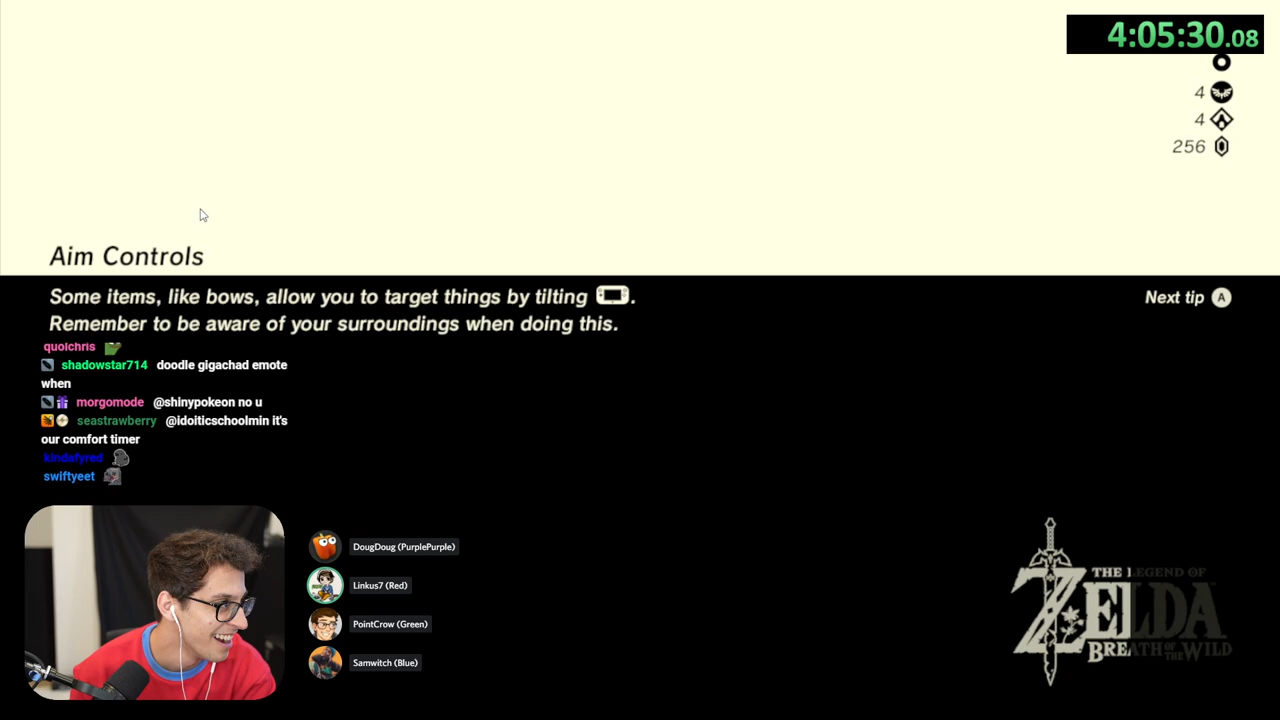 4:05:30.08
4
4
256
Aim Controls
Some items, like bows, allow you to target things by tilting .
Remember to be aware of your surroundings when doing this.
Next tip A
quoichris
shadowstar714 doodle gigachad emote
when
morgomode @shinypokeon no u
seastrawberry @idoiticschoolmin it's
our comfort timer
kindafyred
swiftyeet
DougDoug (PurplePurple)
Linkus7 (Red)
PointCrow (Green)
Samwitch (Blue)
THE LEGEND OF
ZELDA
BREATH OF THE WILD